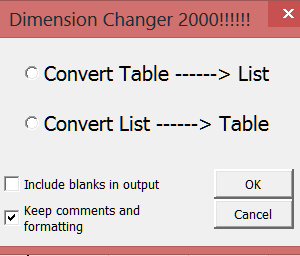 Dimension Changer 2000!!!!!!
Convert Table ------> List
Convert List ------> Table
Include blanks in output
OK
Keep comments and
formatting
Cancel